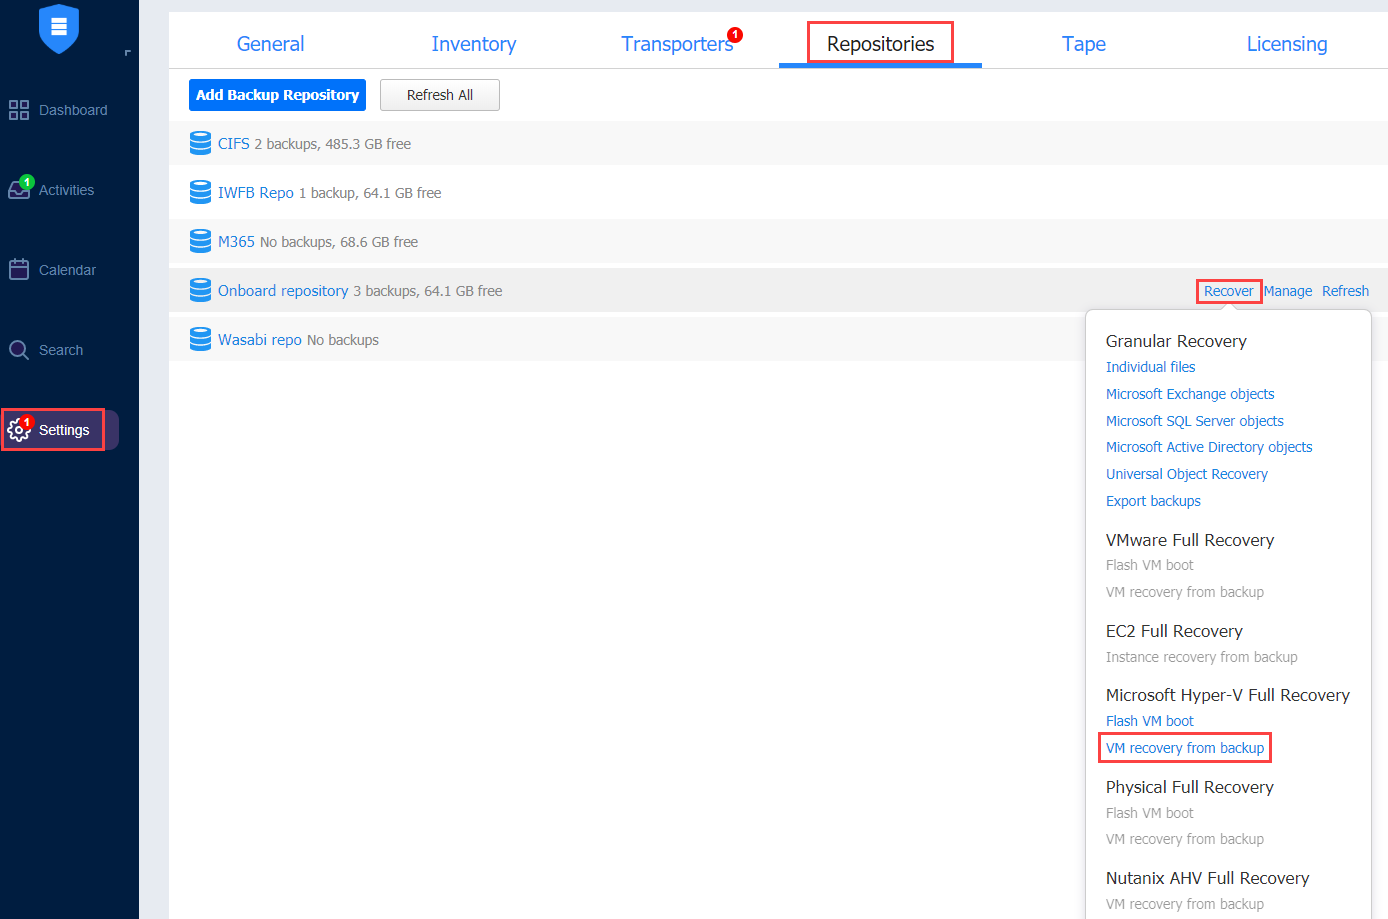 General
Inventory
Transporters 1
Repositories
Tape
Licensing
Add Backup Repository
Refresh All
Dashboard
1
Activities
Calendar
Search
1
Settings
CIFS 2 backups, 485.3 GB free
IWFB Repo 1 backup, 64.1 GB free
M365 No backups, 68.6 GB free
Onboard repository 3 backups, 64.1 GB free
Recover Manage Refresh
Wasabi repo No backups
Granular Recovery
Individual files
Microsoft Exchange objects
Microsoft SQL Server objects
Microsoft Active Directory objects
Universal Object Recovery
Export backups
VMware Full Recovery
Flash VM boot
VM recovery from backup
EC2 Full Recovery
Instance recovery from backup
Microsoft Hyper-V Full Recovery
Flash VM boot
VM recovery from backup
Physical Full Recovery
Flash VM boot
VM recovery from backup
Nutanix AHV Full Recovery
VM recovery from backup